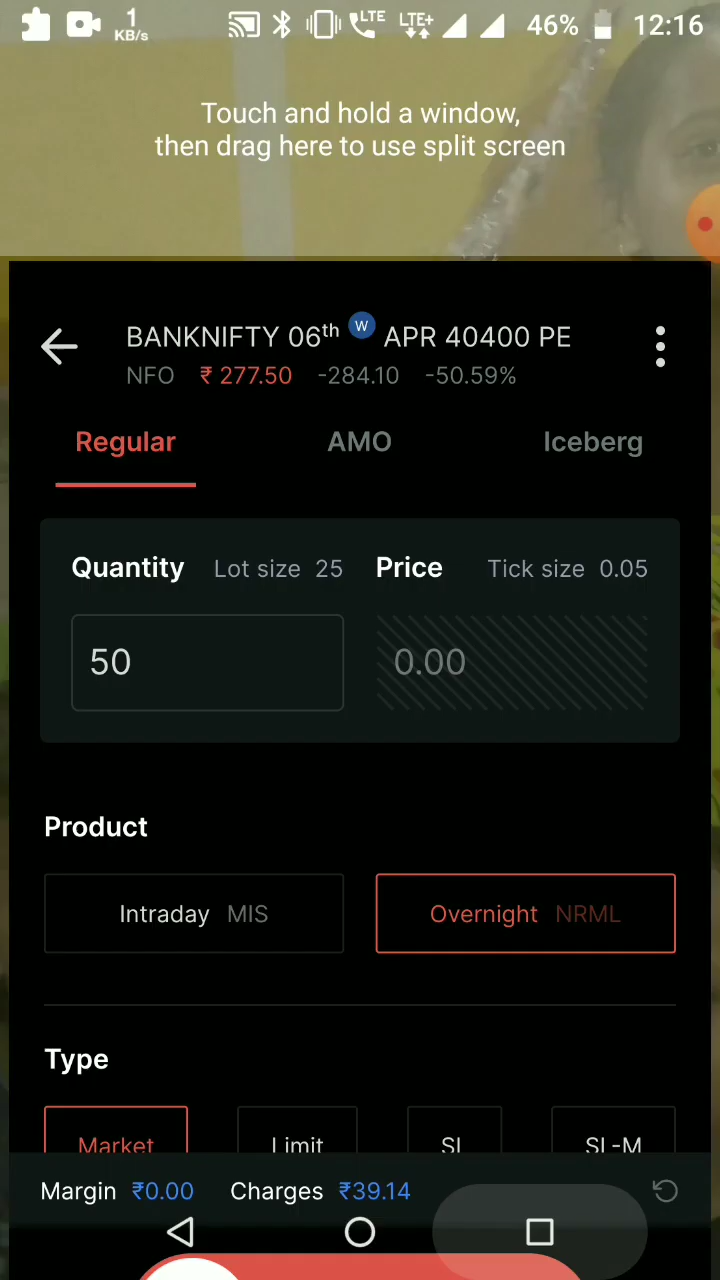 1 KB/s LTE LTE+ 46% 12:16
Touch and hold a window,
then drag here to use split screen
BANKNIFTY 06th W APR 40400 PE
NFO ₹ 277.50 -284.10 -50.59%
Regular AMO Iceberg
Quantity Lot size 25 Price Tick size 0.05
50 0.00
Product
Intraday MIS Overnight NRML
Type
Market Limit SL SL-M
Margin ₹0.00 Charges ₹39.14